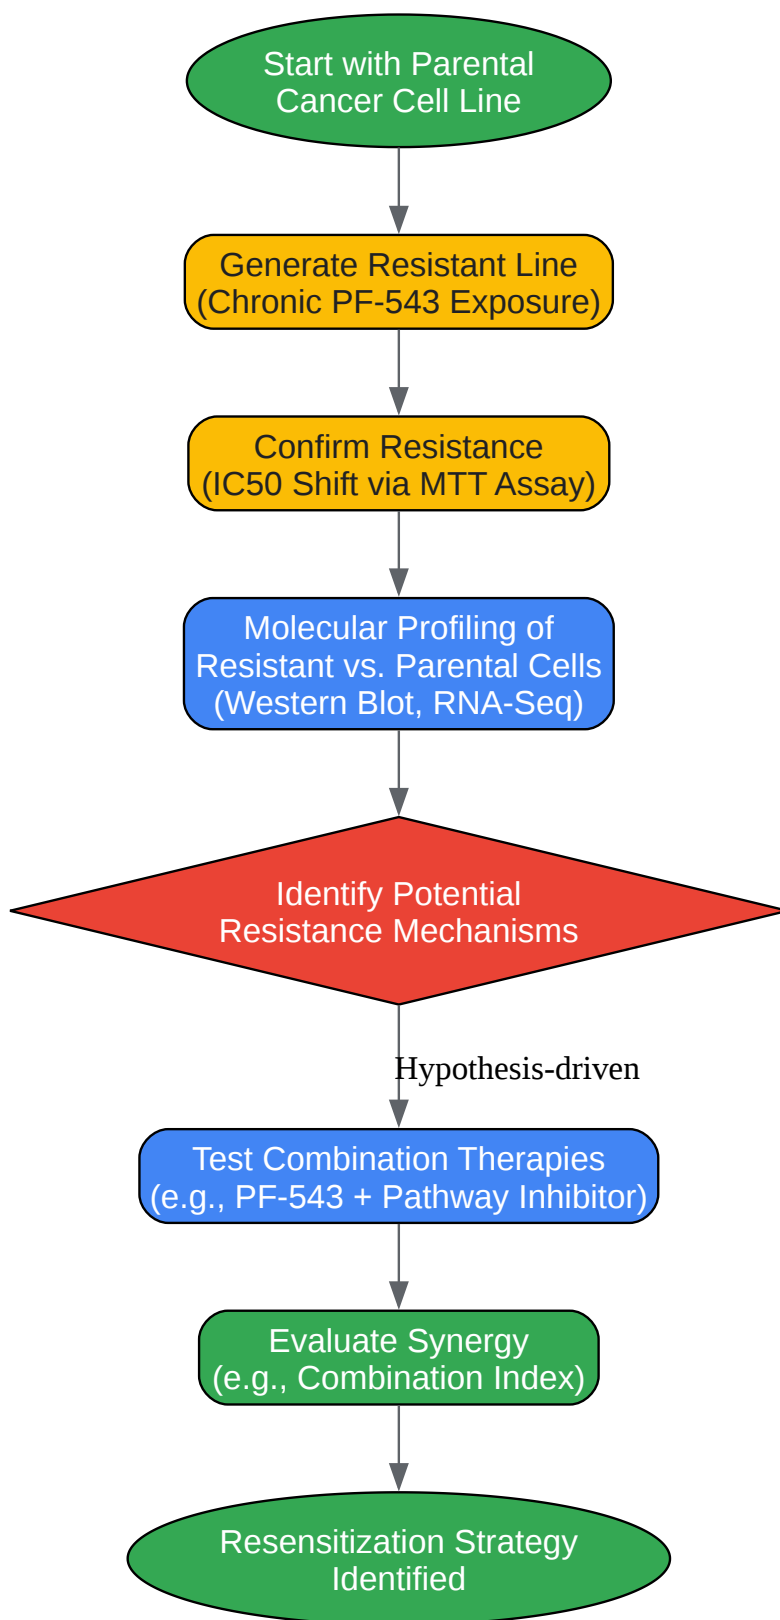 Start with Parental
Cancer Cell Line
Generate Resistant Line
(Chronic PF-543 Exposure)
Confirm Resistance
(IC50 Shift via MTT Assay)
Molecular Profiling of
Resistant vs. Parental Cells
(Western Blot, RNA-Seq)
Identify Potential
Resistance Mechanisms
Hypothesis-driven
Test Combination Therapies
(e.g., PF-543 + Pathway Inhibitor)
Evaluate Synergy
(e.g., Combination Index)
Resensitization Strategy
Identified